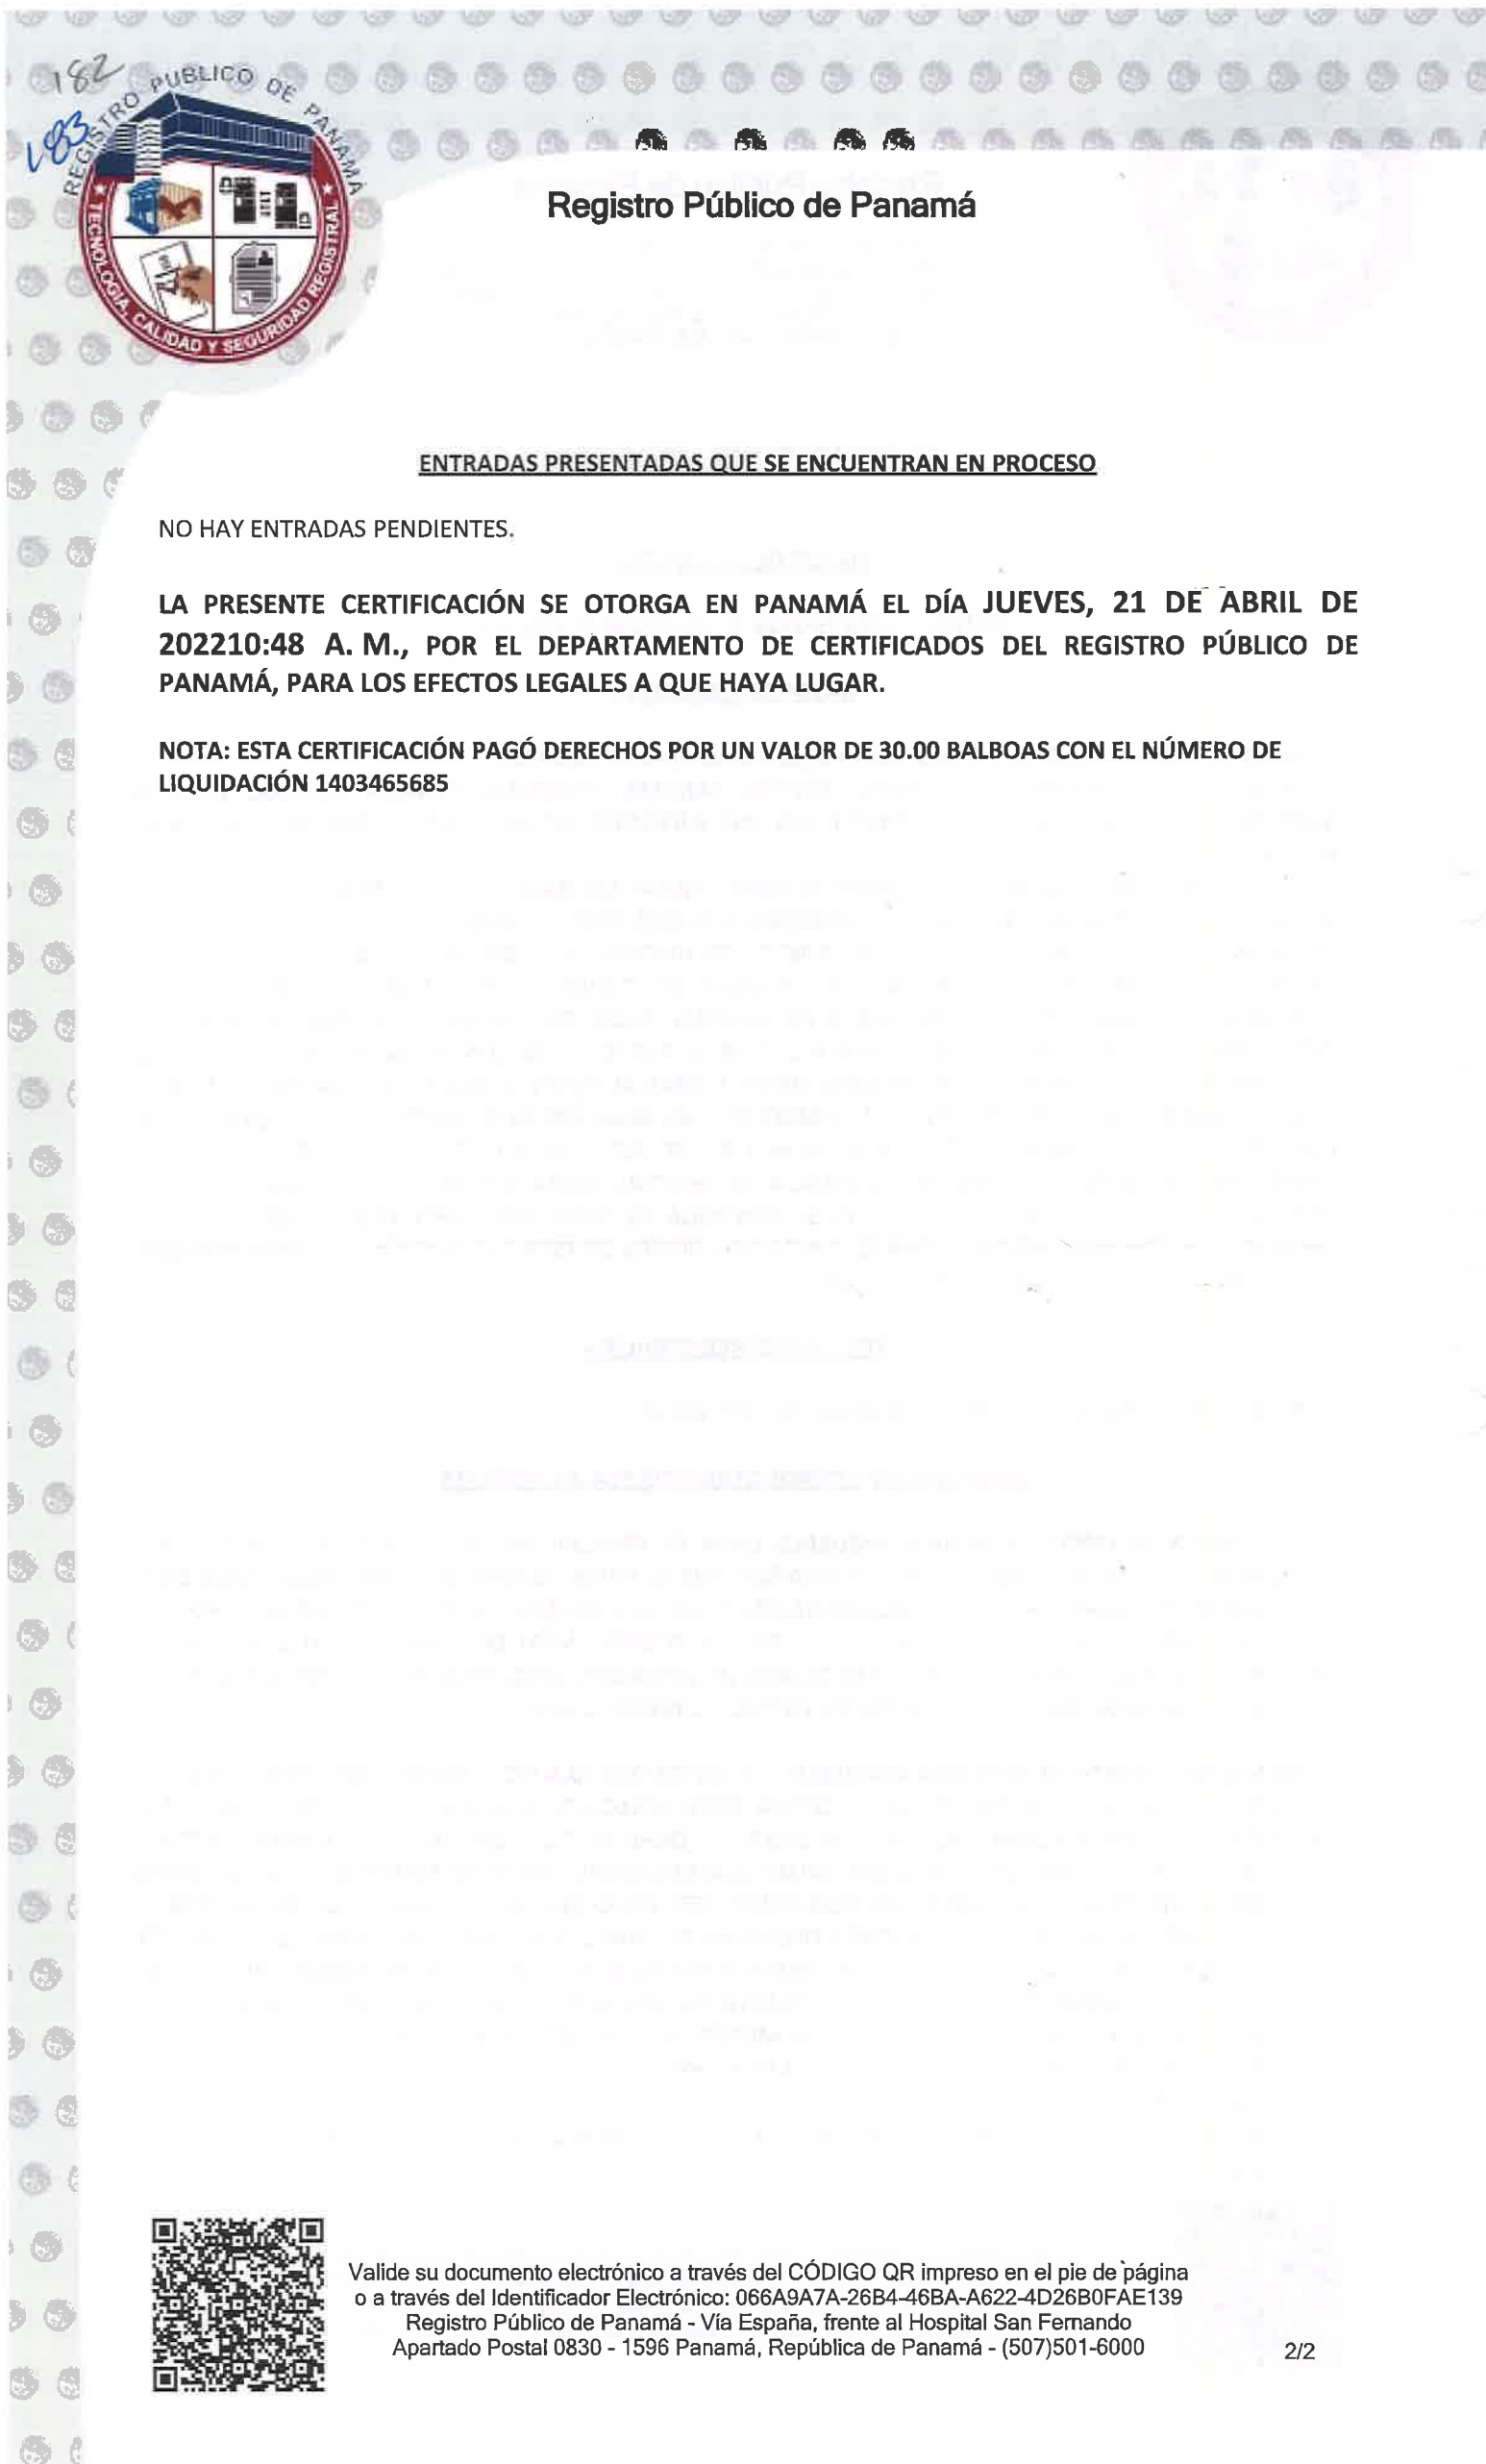 182
183
REGISTRO PUBLICO DE PANAMÁ
TECNOLOGIA, CALIDAD Y SEGURIDAD REGISTRAL
Registro Público de Panamá
ENTRADAS PRESENTADAS QUE SE ENCUENTRAN EN PROCESO
NO HAY ENTRADAS PENDIENTES.
LA PRESENTE CERTIFICACIÓN SE OTORGA EN PANAMÁ EL DÍA JUEVES, 21 DE ABRIL DE
202210:48 A. M., POR EL DEPARTAMENTO DE CERTIFICADOS DEL REGISTRO PÚBLICO DE
PANAMÁ, PARA LOS EFECTOS LEGALES A QUE HAYA LUGAR.
NOTA: ESTA CERTIFICACIÓN PAGÓ DERECHOS POR UN VALOR DE 30.00 BALBOAS CON EL NÚMERO DE
LIQUIDACIÓN 1403465685
Valide su documento electrónico a través del CÓDIGO QR impreso en el pie de página
o a través del Identificador Electrónico: 066A9A7A-26B4-46BA-A622-4D26B0FAE139
Registro Público de Panamá - Vía España, frente al Hospital San Fernando
Apartado Postal 0830 - 1596 Panamá, República de Panamá - (507)501-6000
2/2